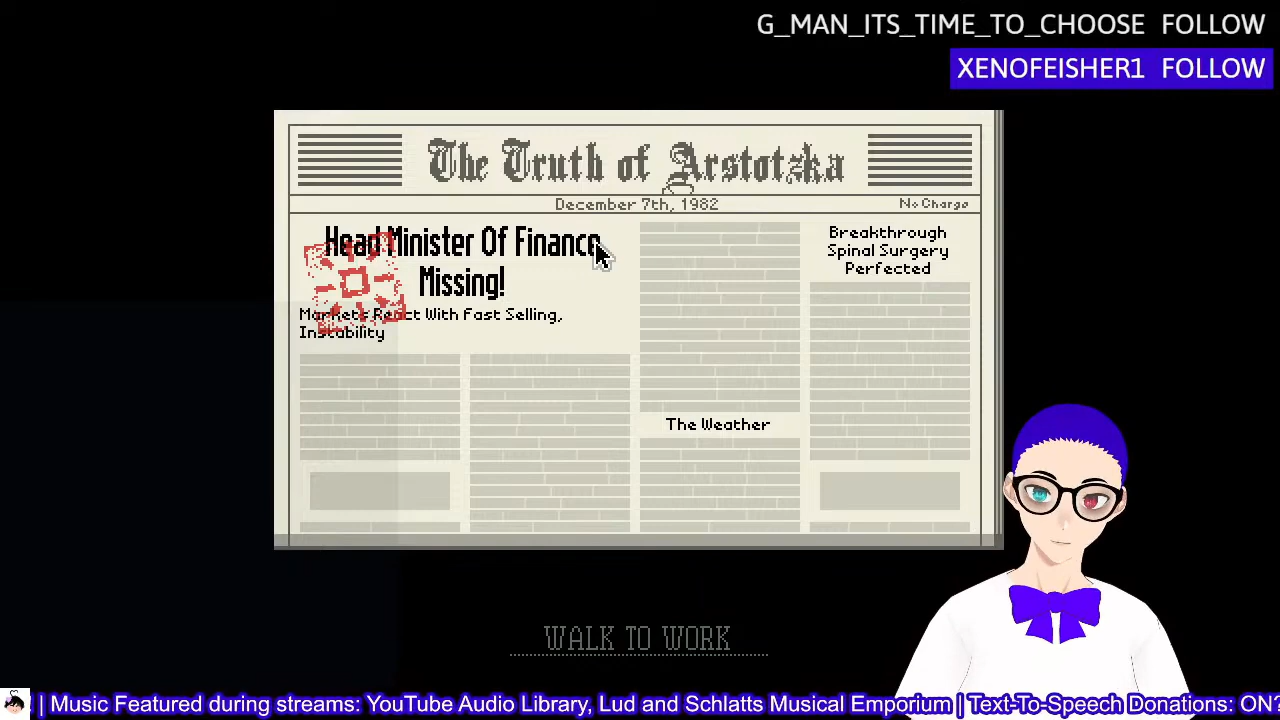 G_MAN_ITS_TIME_TO_CHOOSE FOLLOW
XENOFEISHER1 FOLLOW
The Truth of Arstotzka
December 7th, 1982
No Charge
Head Minister Of Finance
Missing!
Markets React With Fast Selling,
Instability
Breakthrough
Spinal Surgery
Perfected
The Weather
WALK TO WORK
| Music Featured during streams: YouTube Audio Library, Lud and Schlatts Musical Emporium | Text-To-Speech Donations: ON?